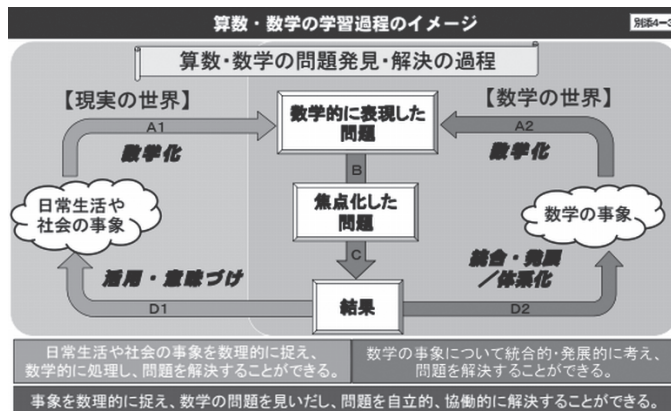 算数・数学の学習過程のイメージ
別添4-3
算数・数学の問題発見・解決の過程
【現実の世界】
【数学の世界】
A1
数学化
数学的に表現した
問題
A2
数学化
B
日常生活や
社会の事象
焦点化した
問題
数学の事象
C
活用・意味づけ
統合・発展
／体系化
D1
結果
D2
日常生活や社会の事象を数理的に捉え、
数学的に処理し、問題を解決することができる。
数学の事象について統合的・発展的に考え、
問題を解決することができる。
事象を数理的に捉え、数学の問題を見いだし、問題を自立的、協働的に解決することができる。